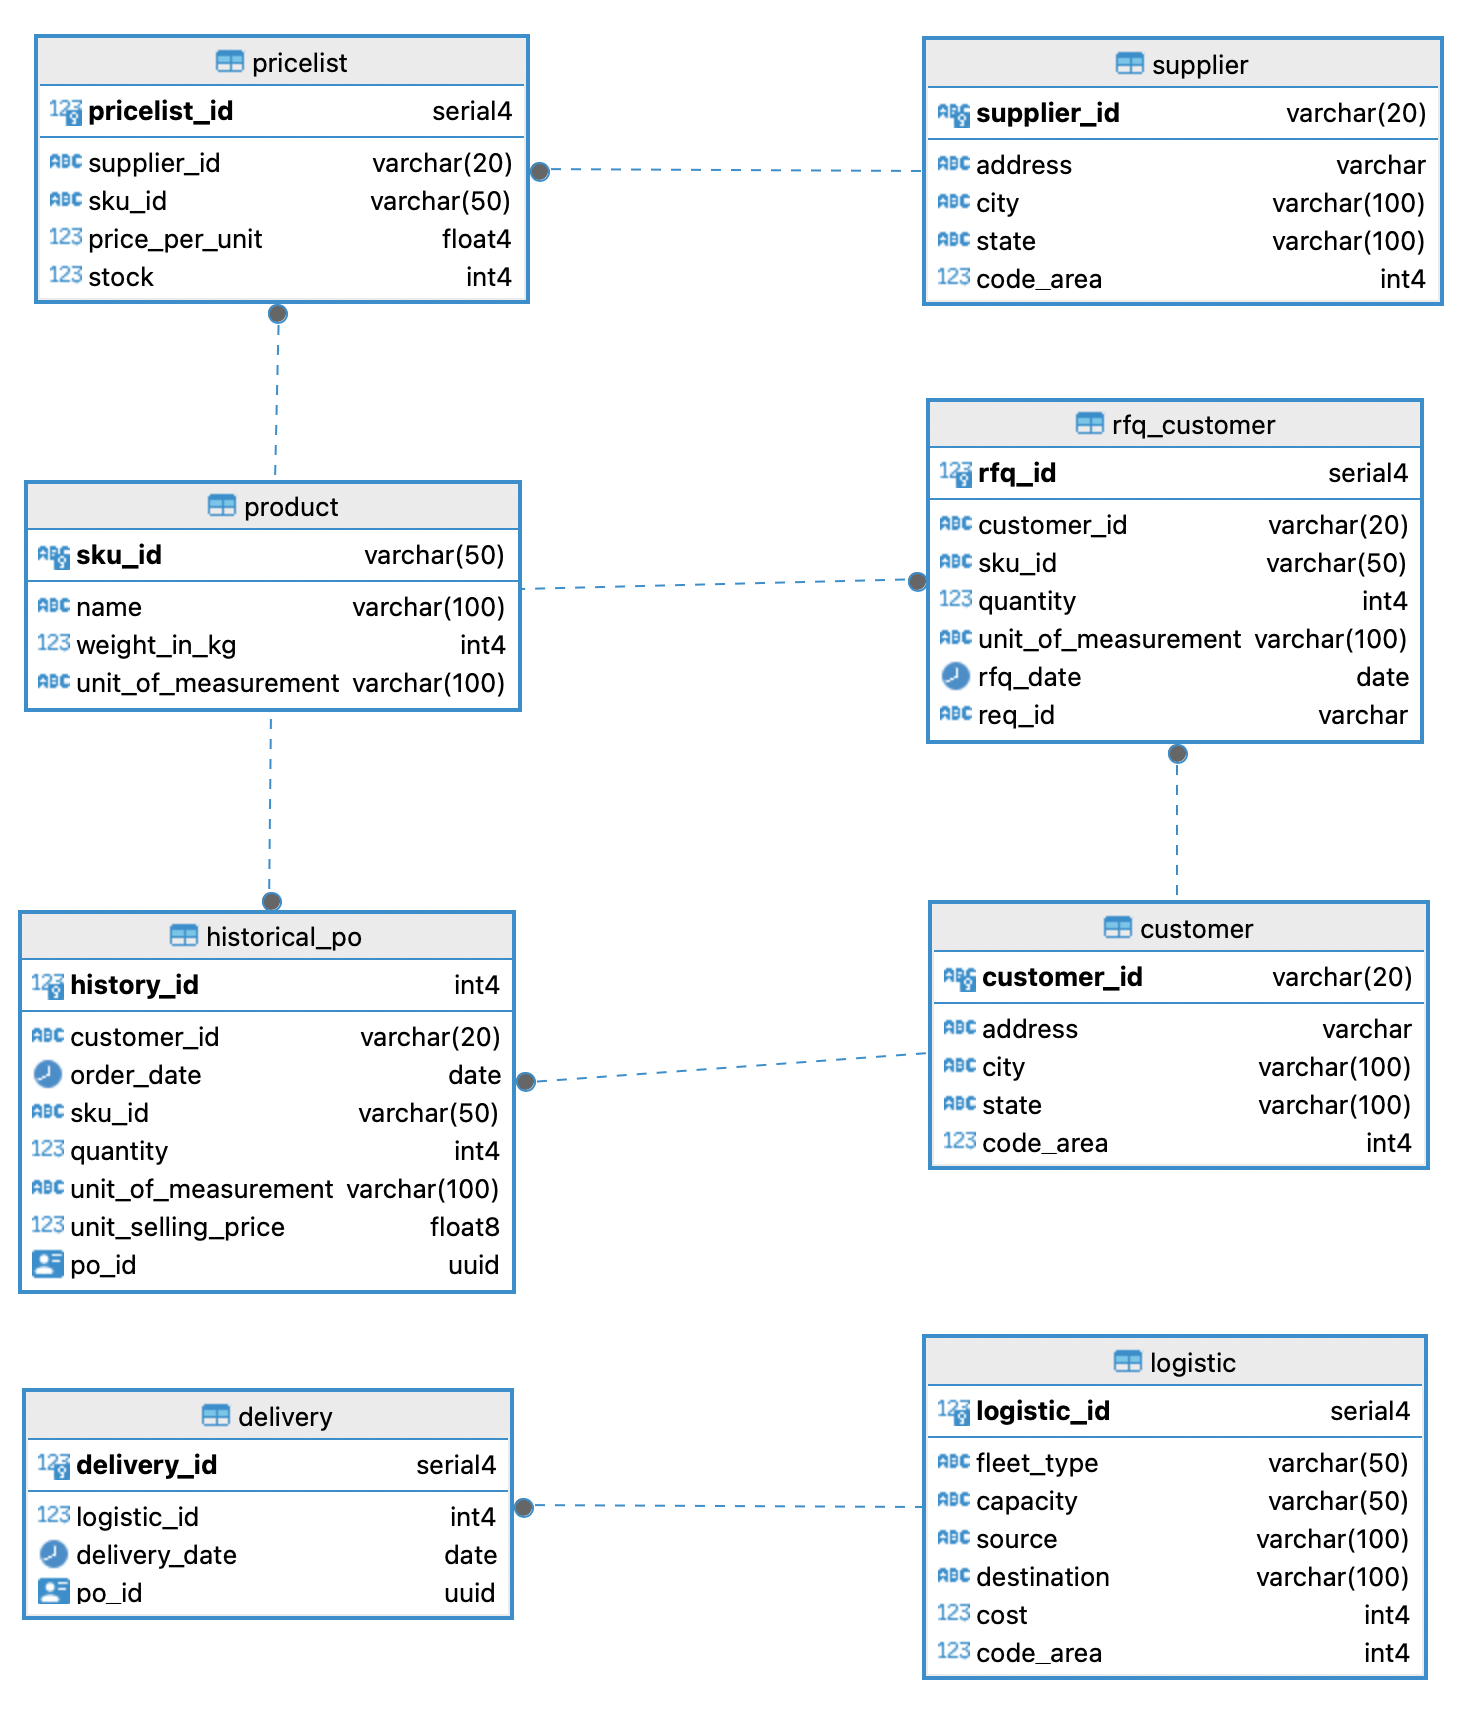 pricelist
pricelist_id serial4
supplier_id varchar(20)
sku_id varchar(50)
price_per_unit float4
stock int4
supplier
supplier_id varchar(20)
address varchar
city varchar(100)
state varchar(100)
code_area int4
product
sku_id varchar(50)
name varchar(100)
weight_in_kg int4
unit_of_measurement varchar(100)
rfq_customer
rfq_id serial4
customer_id varchar(20)
sku_id varchar(50)
quantity int4
unit_of_measurement varchar(100)
rfq_date date
req_id varchar
historical_po
history_id int4
customer_id varchar(20)
order_date date
sku_id varchar(50)
quantity int4
unit_of_measurement varchar(100)
unit_selling_price float8
po_id uuid
customer
customer_id varchar(20)
address varchar
city varchar(100)
state varchar(100)
code_area int4
delivery
delivery_id serial4
logistic_id int4
delivery_date date
po_id uuid
logistic
logistic_id serial4
fleet_type varchar(50)
capacity varchar(50)
source varchar(100)
destination varchar(100)
cost int4
code_area int4